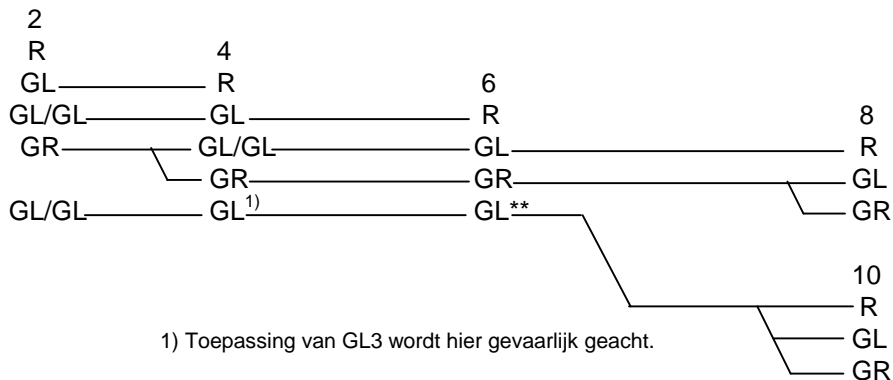 2
R 4
GL R 6
GL/GL GL R 8
GR GL/GL GL R
GR GR GL
GL/GL GL1) GL** GR
10
R
1) Toepassing van GL3 wordt hier gevaarlijk geacht.
GL
GR